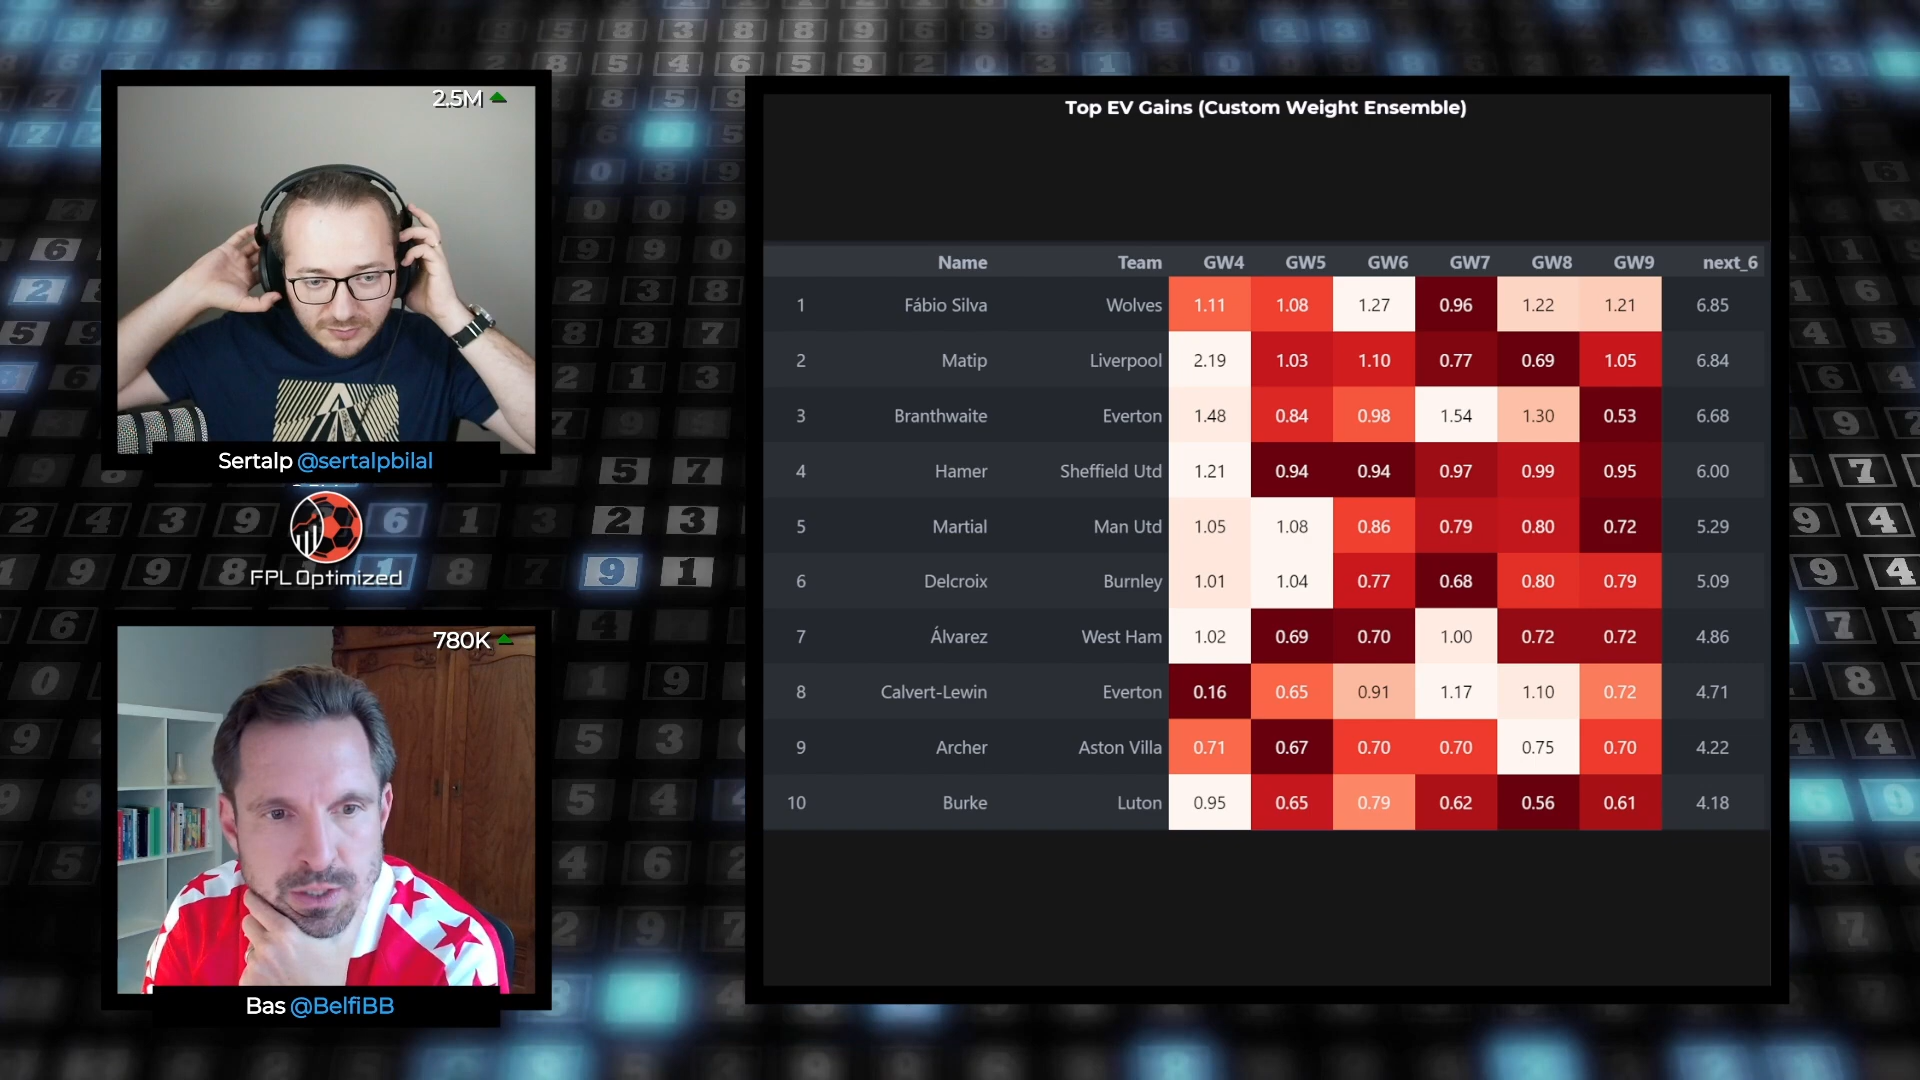 2.5M
Sertalp @sertalpbilal
FPL Optimized
780K
Bas @BelfiBB
Top EV Gains (Custom Weight Ensemble)
Name Team GW4 GW5 GW6 GW7 GW8 GW9 next_6
1 Fábio Silva Wolves 1.11 1.08 1.27 0.96 1.22 1.21 6.85
2 Matip Liverpool 2.19 1.03 1.10 0.77 0.69 1.05 6.84
3 Branthwaite Everton 1.48 0.84 0.98 1.54 1.30 0.53 6.68
4 Hamer Sheffield Utd 1.21 0.94 0.94 0.97 0.99 0.95 6.00
5 Martial Man Utd 1.05 1.08 0.86 0.79 0.80 0.72 5.29
6 Delcroix Burnley 1.01 1.04 0.77 0.68 0.80 0.79 5.09
7 Álvarez West Ham 1.02 0.69 0.70 1.00 0.72 0.72 4.86
8 Calvert-Lewin Everton 0.16 0.65 0.91 1.17 1.10 0.72 4.71
9 Archer Aston Villa 0.71 0.67 0.70 0.70 0.75 0.70 4.22
10 Burke Luton 0.95 0.65 0.79 0.62 0.56 0.61 4.18